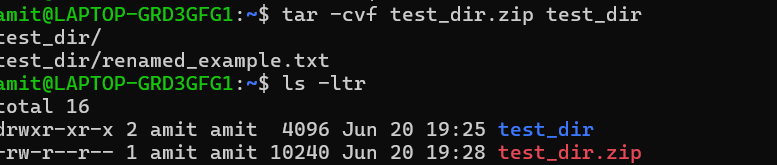 amit@LAPTOP-GRD3GFG1:~$ tar -cvf test_dir.zip test_dir
test_dir/
test_dir/renamed_example.txt
amit@LAPTOP-GRD3GFG1:~$ ls -ltr
total 16
drwxr-xr-x 2 amit amit  4096 Jun 20 19:25 test_dir
-rw-r--r-- 1 amit amit 10240 Jun 20 19:28 test_dir.zip